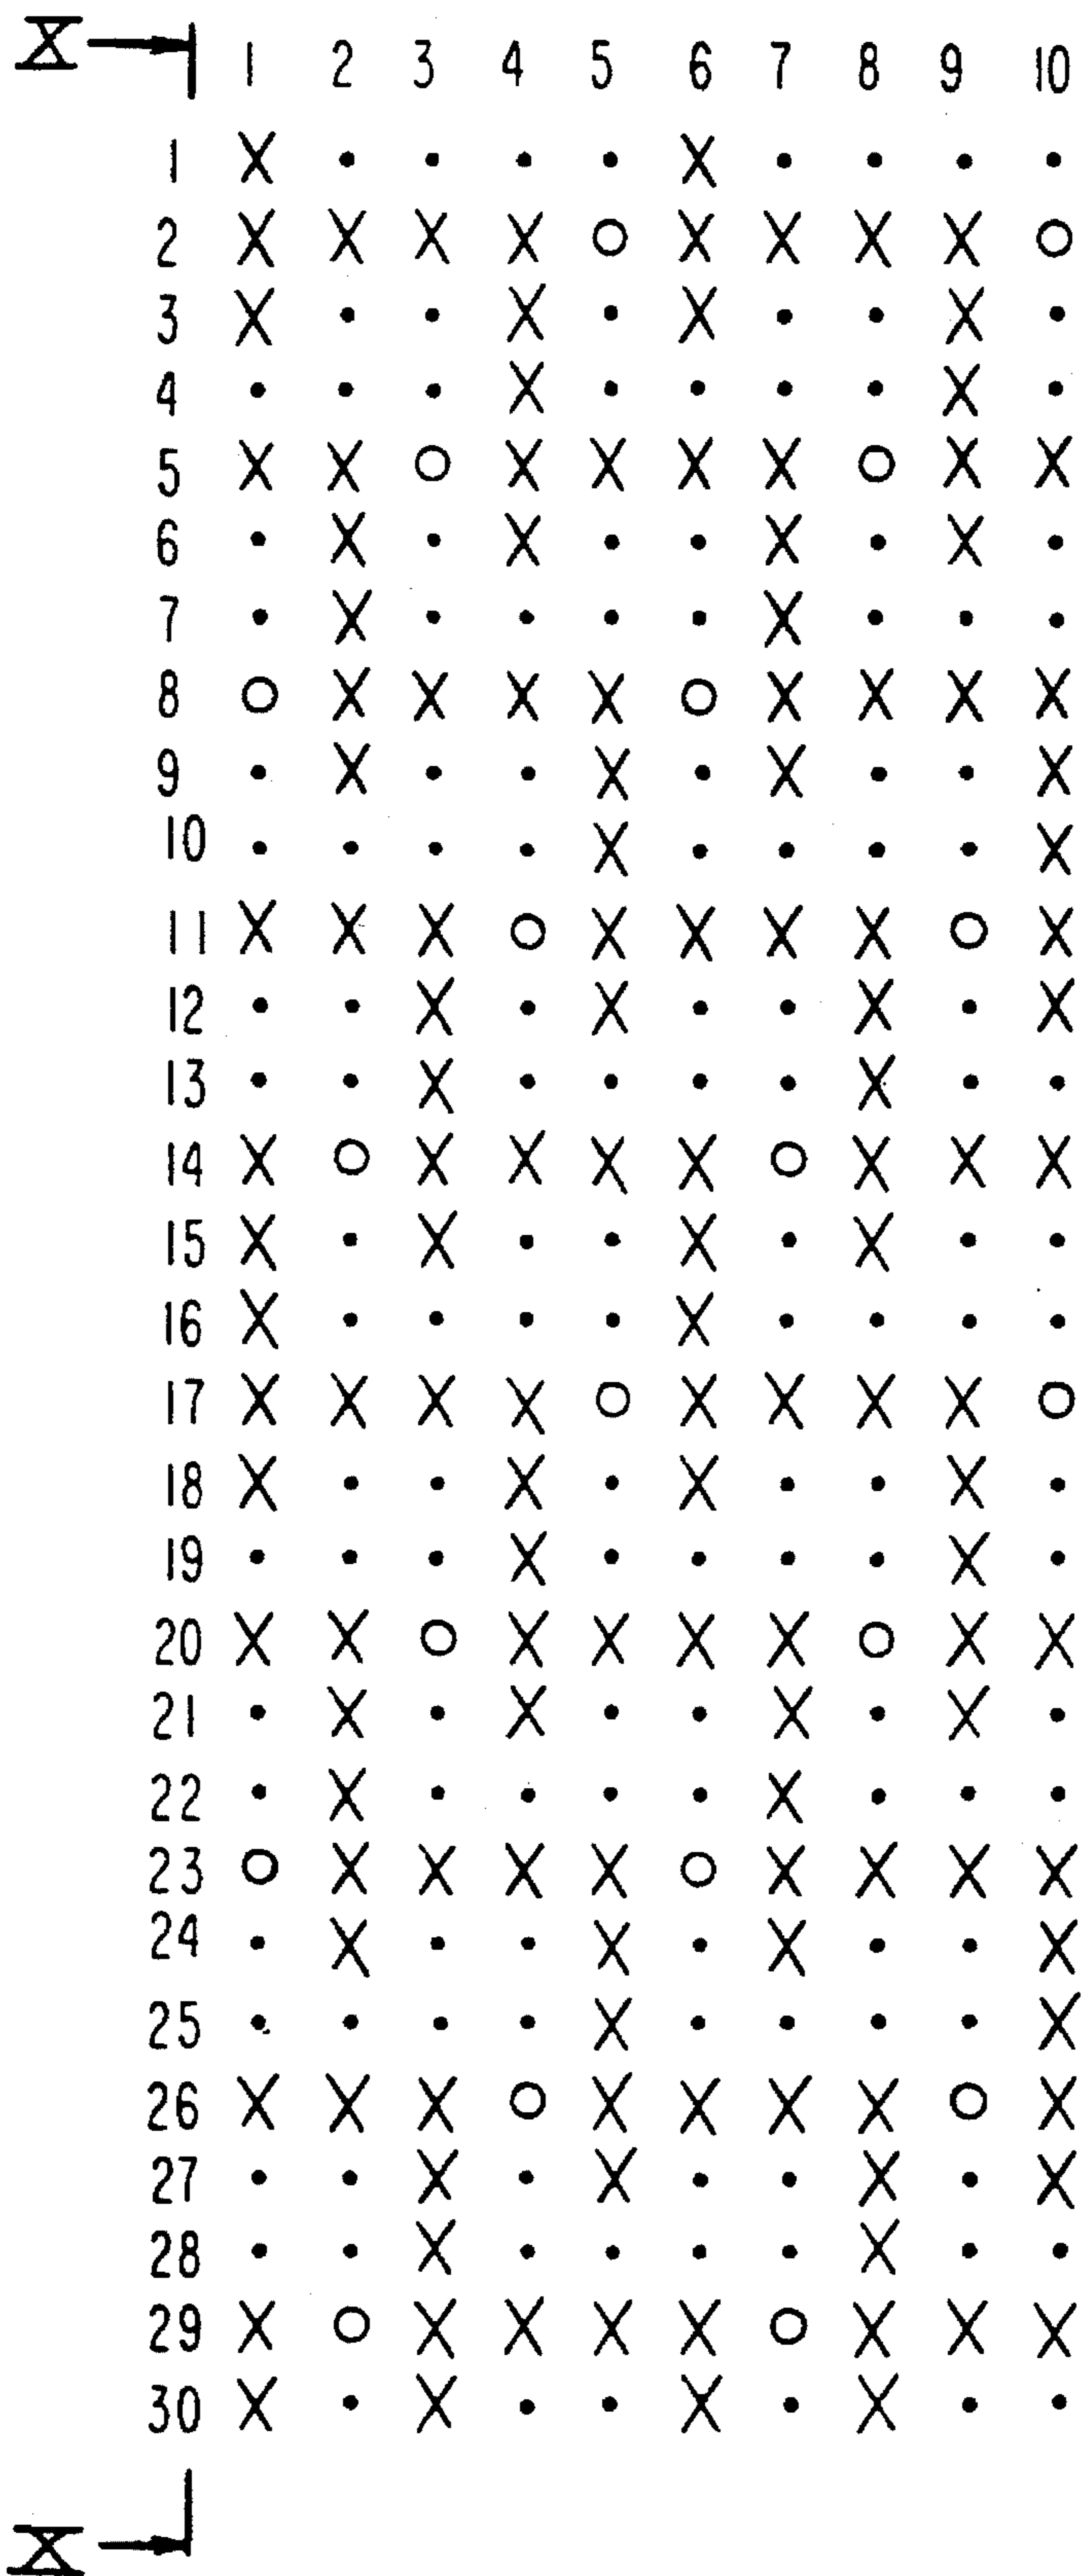 X 1 2 3 4 5 6 7 8 9 10
1 X . . . . X . . . .
2 X X X X O X X X X O
3 X . . X . X . . X .
4 . . . X . . . . X .
5 X X O X X X X O X X
6 . X . X . . X . X .
7 . X . . . . X . . .
8 O X X X X O X X X X
9 . X . . X . X . . X
10 . . . . X . . . . X
11 X X X O X X X X O X
12 . . X . X . . X . X
13 . . X . . . . X . .
14 X O X X X X O X X X
15 X . X . . X . X . .
16 X . . . . X . . . .
17 X X X X O X X X X O
18 X . . X . X . . X .
19 . . . X . . . . X .
20 X X O X X X X O X X
21 . X . X . . X . X .
22 . X . . . . X . . .
23 O X X X X O X X X X
24 . X . . X . X . . X
25 . . . . X . . . . X
26 X X X O X X X X O X
27 . . X . X . . X . X
28 . . X . . . . X . .
29 X O X X X X O X X X
30 X . X . . X . X . .
X